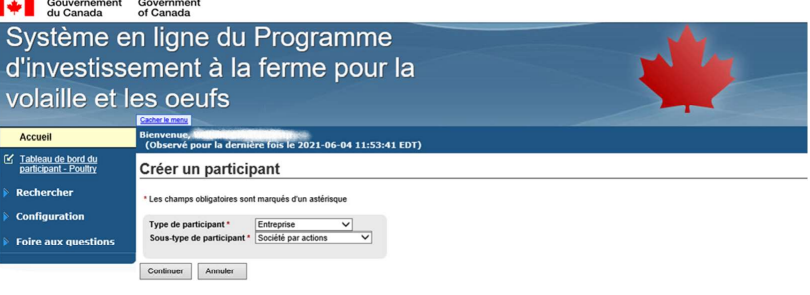 Gouvernement Government
du Canada of Canada
Système en ligne du Programme
d'investissement à la ferme pour la
volaille et les oeufs
Cacher le menu
Accueil
Bienvenue,
(Observé pour la dernière fois le 2021-06-04 11:53:41 EDT)
Tableau de bord du
participant - Poultry
Rechercher
Configuration
Foire aux questions
Créer un participant
* Les champs obligatoires sont marqués d'un astérisque
Type de participant * Entreprise
Sous-type de participant * Société par actions
Continuer Annuler